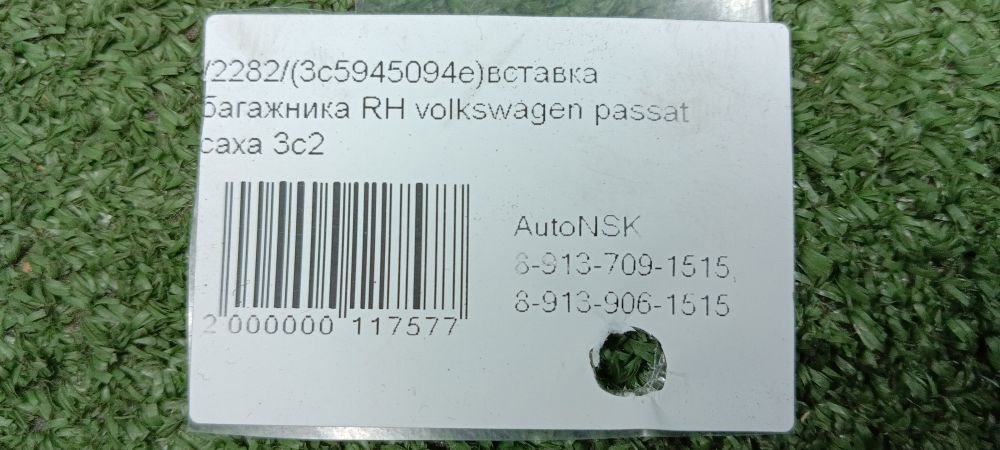 /2282/(3c5945094e)вставка
багажника RH volkswagen passat
саха 3с2
AutoNSK
8-913-709-1515,
8-913-906-1515
2 000000 117577